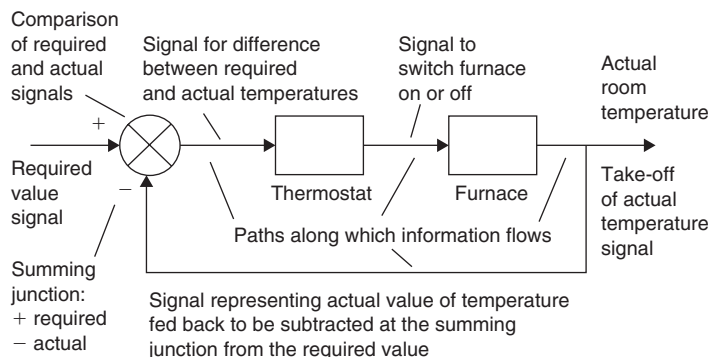 Comparison
of required
and actual
signals
Signal for difference
between required
and actual temperatures
Signal to
switch furnace
on or off
Actual
room
temperature
+
Required
value
signal
−
Thermostat
Furnace
Take-off
of actual
temperature
signal
Paths along which information flows
Summing
junction:
+ required
− actual
Signal representing actual value of temperature
fed back to be subtracted at the summing
junction from the required value